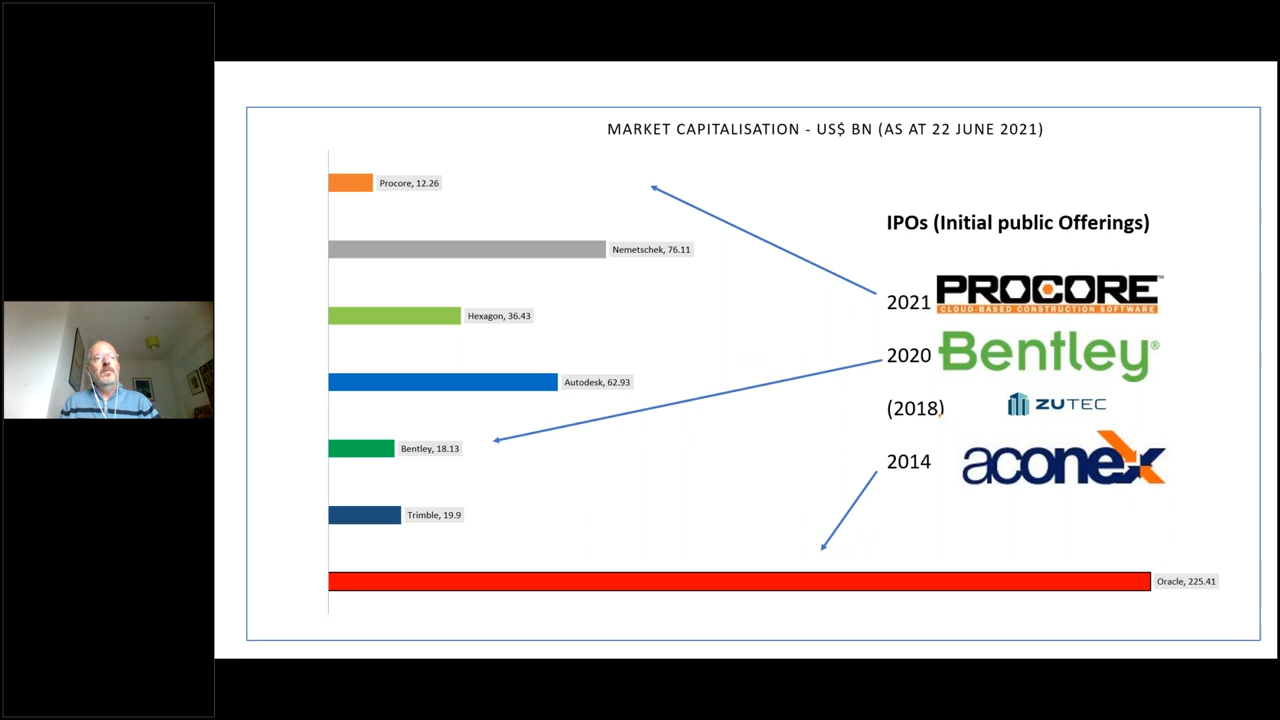 MARKET CAPITALISATION - US$ BN (AS AT 22 JUNE 2021)
Procore, 12.26
Nemetschek, 76.11
Hexagon, 36.43
Autodesk, 62.93
Bentley, 18.13
Trimble, 19.9
Oracle, 225.41
IPOs (Initial public Offerings)
2021 PROCORE™
CLOUD-BASED CONSTRUCTION SOFTWARE
2020 Bentley®
(2018) ZUTEC
2014 aconex